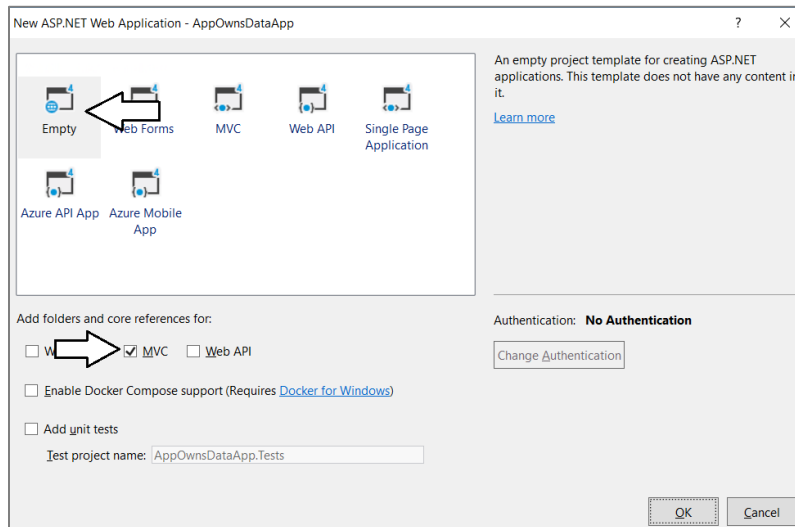 New ASP.NET Web Application - AppOwnsDataApp
An empty project template for creating ASP.NET
applications. This template does not have any content in
it.
Learn more
Empty
Web Forms
MVC
Web API
Single Page
Application
Azure API App
Azure Mobile
App
Add folders and core references for:
W
MVC
Web API
Enable Docker Compose support (Requires Docker for Windows)
Add unit tests
Test project name: AppOwnsDataApp.Tests
Authentication: No Authentication
Change Authentication
OK
Cancel